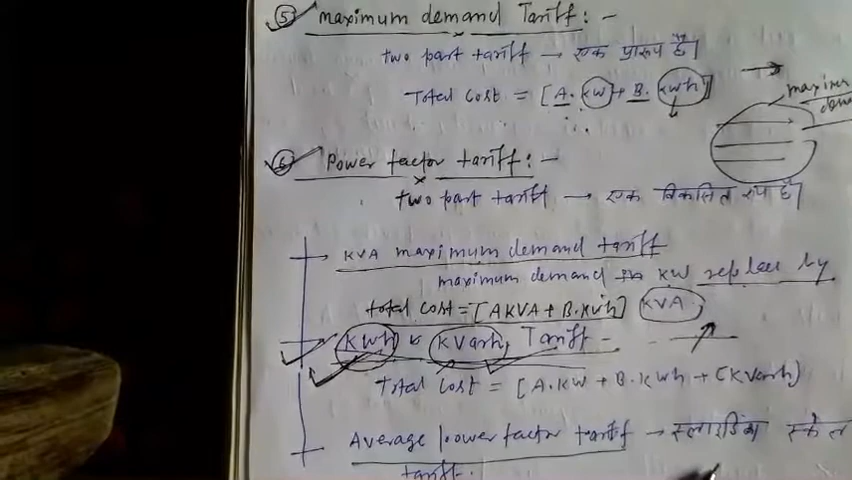 ⑤ maximum demand Tariff : -
two part tariff → एक प्रारूप है।
Total Cost = [A. KW + B. KWh]
maximum
⑥ Power factor tariff : -
two part tariff → एक विकसित रूप है।
KVA maximum demand tariff
maximum demand KW replace by
total cost = [A KVA + B. KWh] KVA.
KWh & KVarh, Tariff -
Total Cost = [A.KW + B.KWh + CKVarh)
Average power factor tariff → स्लाइडिंग स्केल
tariff.